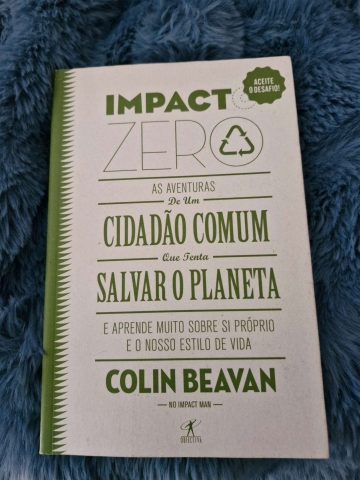 ACEITE
O DESAFIO!
IMPACTO
ZERO
AS AVENTURAS
De Um
CIDADÃO COMUM
Que Tenta
SALVAR O PLANETA
E APRENDE MUITO SOBRE SI PRÓPRIO
E O NOSSO ESTILO DE VIDA
COLIN BEAVAN
— NO IMPACT MAN —
OBJECTIVA